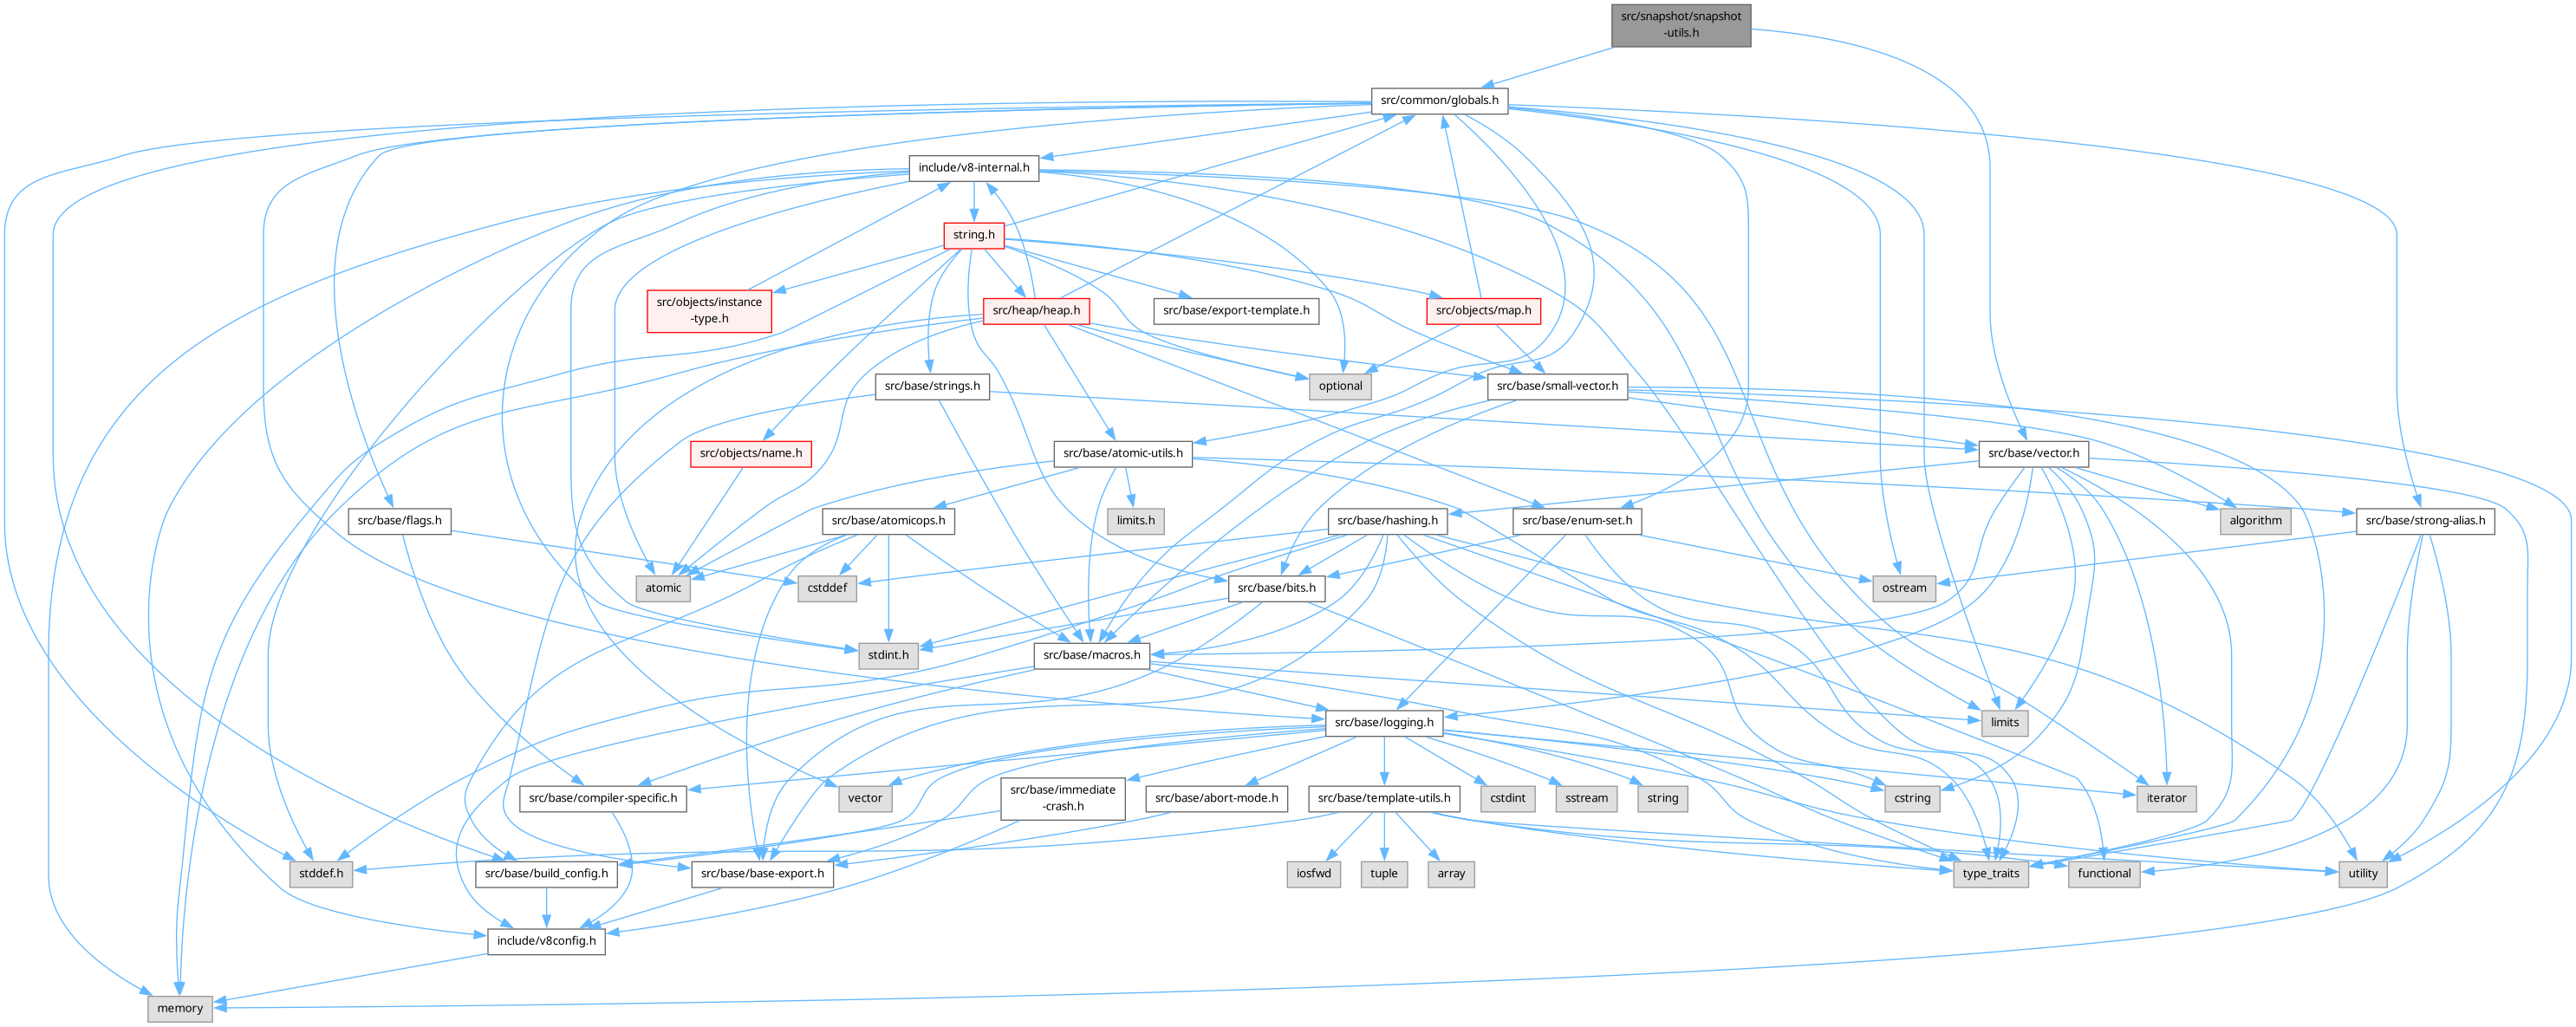 src/snapshot/snapshot
-utils.h
src/common/globals.h
include/v8-internal.h
string.h
src/objects/instance
-type.h
src/heap/heap.h
src/base/export-template.h
src/objects/map.h
src/base/strings.h
optional
src/base/small-vector.h
src/objects/name.h
src/base/atomic-utils.h
src/base/vector.h
src/base/flags.h
src/base/atomicops.h
limits.h
src/base/hashing.h
src/base/enum-set.h
algorithm
src/base/strong-alias.h
atomic
cstddef
src/base/bits.h
ostream
stdint.h
src/base/macros.h
src/base/logging.h
limits
src/base/compiler-specific.h
vector
src/base/immediate
-crash.h
src/base/abort-mode.h
src/base/template-utils.h
cstdint
sstream
string
cstring
iterator
stddef.h
src/base/build_config.h
src/base/base-export.h
iosfwd
tuple
array
type_traits
functional
utility
include/v8config.h
memory